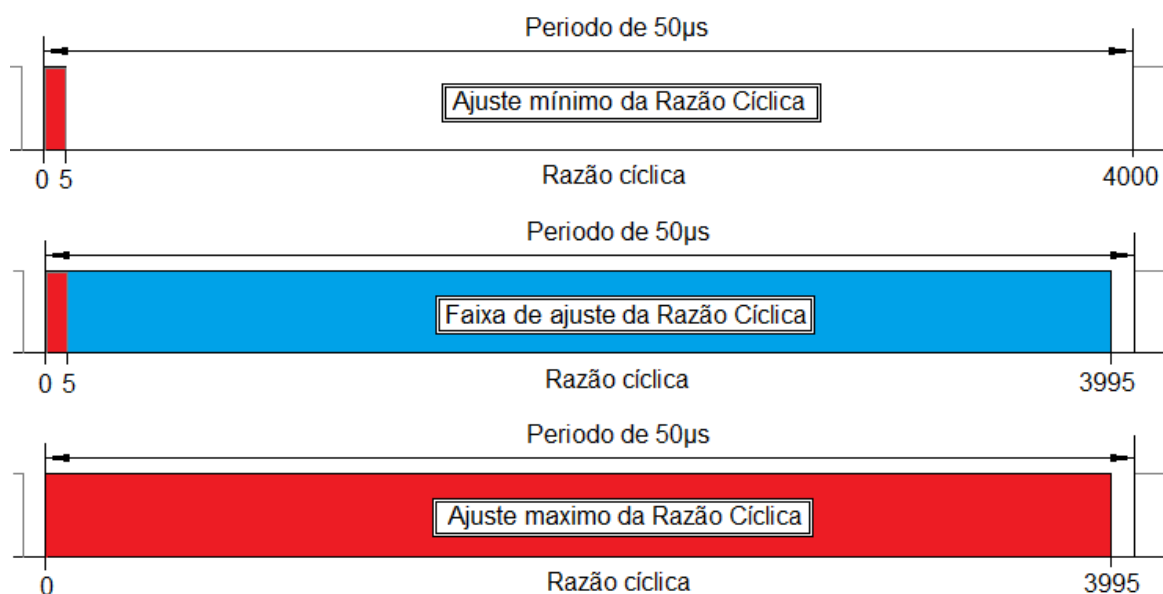 Periodo de 50µs
Ajuste mínimo da Razão Cíclica
0 5 Razão cíclica 4000
Periodo de 50µs
Faixa de ajuste da Razão Cíclica
0 5 Razão cíclica 3995
Periodo de 50µs
Ajuste maximo da Razão Cíclica
0 Razão cíclica 3995